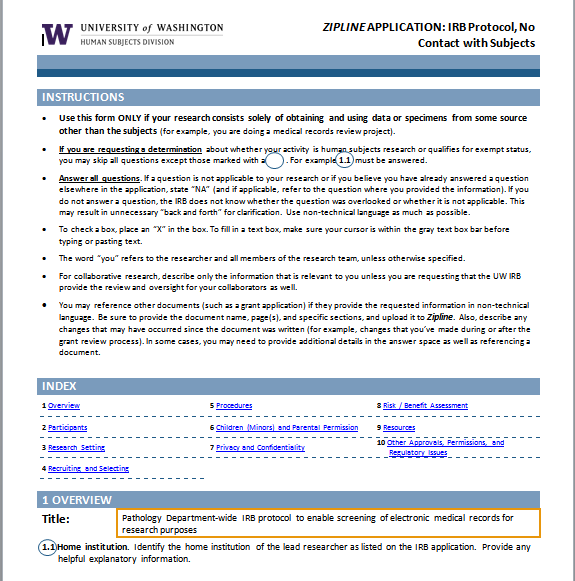 W UNIVERSITY of WASHINGTON
HUMAN SUBJECTS DIVISION
ZIPLINE APPLICATION: IRB Protocol, No
Contact with Subjects
INSTRUCTIONS
• Use this form ONLY if your research consists solely of obtaining and using data or specimens from some source
other than the subjects (for example, you are doing a medical records review project).
• If you are requesting a determination about whether your activity is human subjects research or qualifies for exempt status,
you may skip all questions except those marked with a . For example 1.1 must be answered.
• Answer all questions. If a question is not applicable to your research or if you believe you have already answered a question
elsewhere in the application, state "NA" (and if applicable, refer to the question where you provided the information). If you
do not answer a question, the IRB does not know whether the question was overlooked or whether it is not applicable. This
may result in unnecessary "back and forth" for clarification. Use non-technical language as much as possible.
• To check a box, place an "X" in the box. To fill in a text box, make sure your cursor is within the gray text box bar before
typing or pasting text.
• The word "you" refers to the researcher and all members of the research team, unless otherwise specified.
• For collaborative research, describe only the information that is relevant to you unless you are requesting that the UW IRB
provide the review and oversight for your collaborators as well.
• You may reference other documents (such as a grant application) if they provide the requested information in non-technical
language. Be sure to provide the document name, page(s), and specific sections, and upload it to Zipline. Also, describe any
changes that may have occurred since the document was written (for example, changes that you've made during or after the
grant review process). In some cases, you may need to provide additional details in the answer space as well as referencing a
document.
INDEX
1 Overview
2 Participants
3 Research Setting
4 Recruiting and Selecting
5 Procedures
6 Children (Minors) and Parental Permission
7 Privacy and Confidentiality
8 Risk / Benefit Assessment
9 Resources
10 Other Approvals, Permissions, and
Regulatory Issues
1 OVERVIEW
Title:
Pathology Department-wide IRB protocol to enable screening of electronic medical records for
research purposes
1.1 Home institution. Identify the home institution of the lead researcher as listed on the IRB application. Provide any
helpful explanatory information.